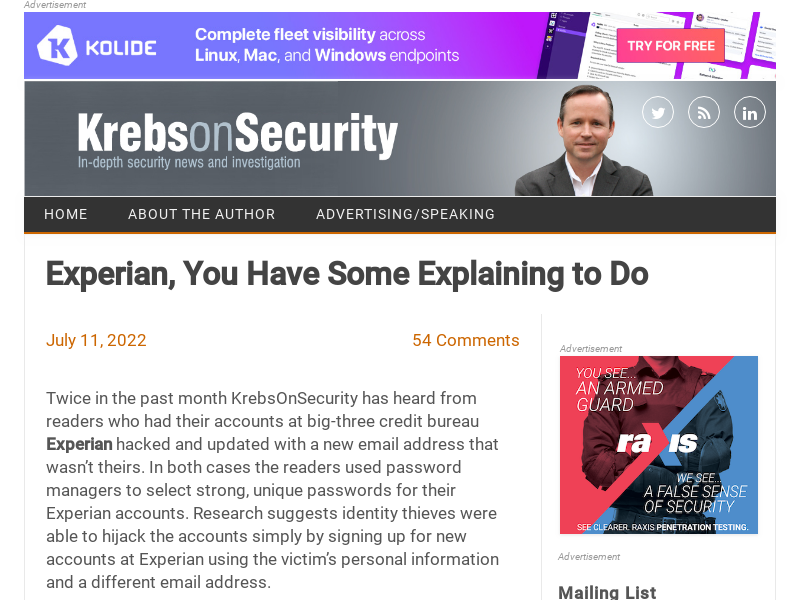 Advertisement
KOLIDE
Complete fleet visibility across
Linux, Mac, and Windows endpoints
TRY FOR FREE
KrebsonSecurity
In-depth security news and investigation
HOME ABOUT THE AUTHOR ADVERTISING/SPEAKING
Experian, You Have Some Explaining to Do
July 11, 2022 54 Comments
Twice in the past month KrebsOnSecurity has heard from
readers who had their accounts at big-three credit bureau
Experian hacked and updated with a new email address that
wasn't theirs. In both cases the readers used password
managers to select strong, unique passwords for their
Experian accounts. Research suggests identity thieves were
able to hijack the accounts simply by signing up for new
accounts at Experian using the victim's personal information
and a different email address.
Advertisement
YOU SEE...
AN ARMED
GUARD
raxis
WE SEE...
A FALSE SENSE
OF SECURITY
SEE CLEARER. RAXIS PENETRATION TESTING.
Advertisement
Mailing List